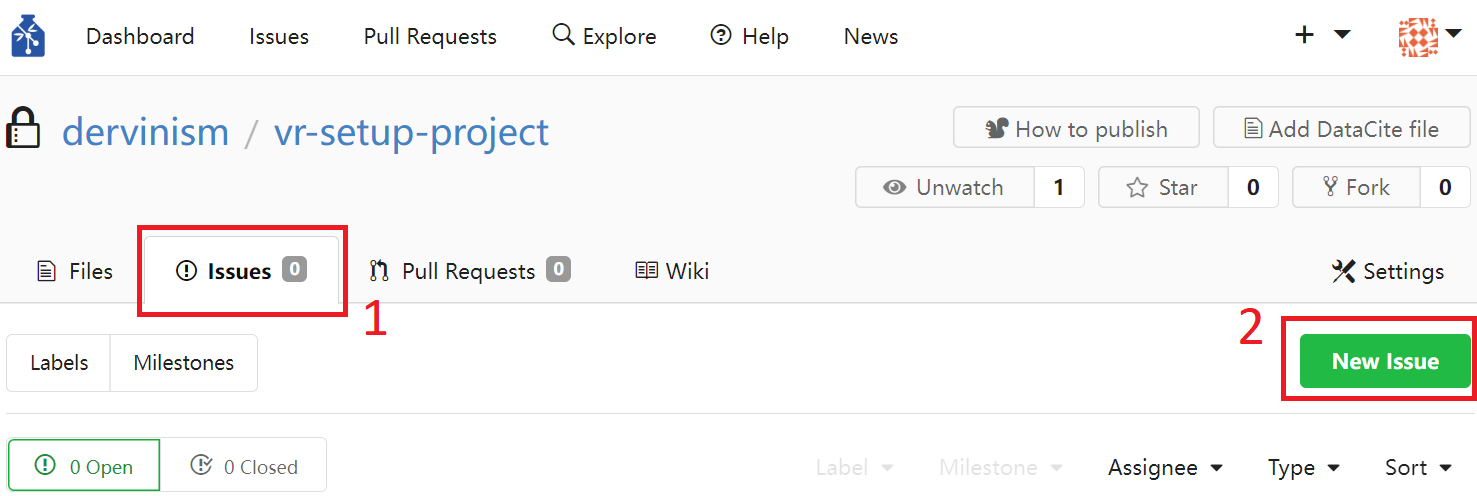 Dashboard Issues Pull Requests Explore Help News
dervinism / vr-setup-project
How to publish Add DataCite file
Unwatch 1 Star 0 Fork 0
Files Issues 0 Pull Requests 0 Wiki Settings
1
2
Labels Milestones New Issue
0 Open 0 Closed Label Milestone Assignee Type Sort